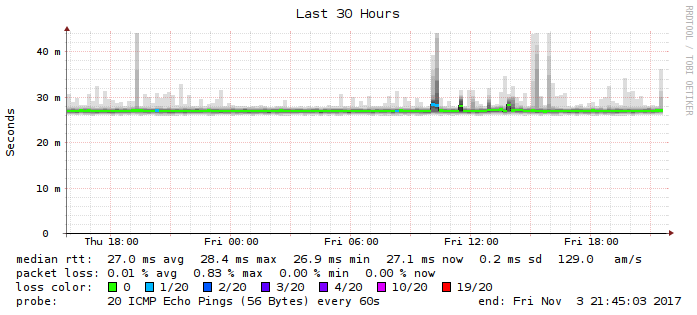 Last 30 Hours
RRDTOOL / TOBI OETIKER
Seconds
40 m
30 m
20 m
10 m
0
Thu 18:00 Fri 00:00 Fri 06:00 Fri 12:00 Fri 18:00
median rtt: 27.0 ms avg 28.4 ms max 26.9 ms min 27.1 ms now 0.2 ms sd 129.0 am/s
packet loss: 0.01 % avg 0.83 % max 0.00 % min 0.00 % now
loss color: 0 1/20 2/20 3/20 4/20 10/20 19/20
probe: 20 ICMP Echo Pings (56 Bytes) every 60s end: Fri Nov 3 21:45:03 2017